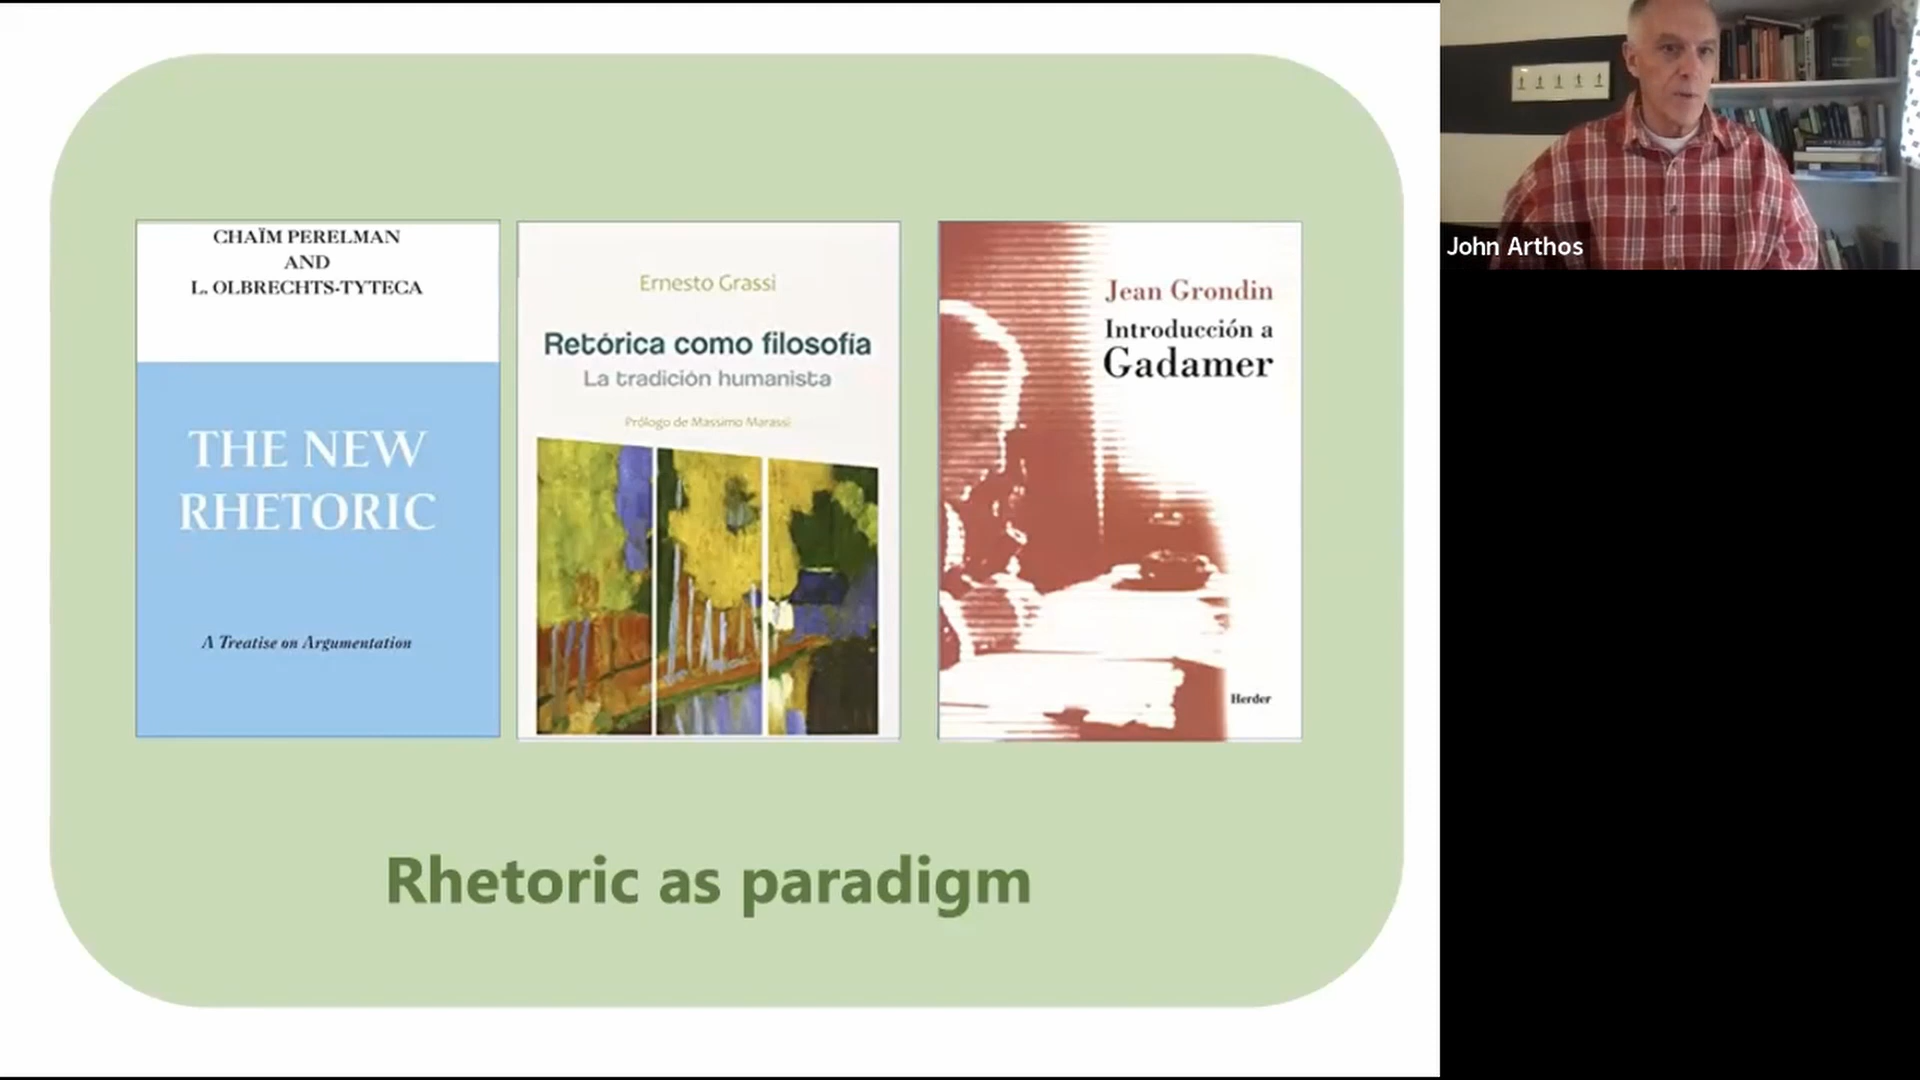 CHAÏM PERELMAN
AND
L. OLBRECHTS-TYTECA
THE NEW
RHETORIC
A Treatise on Argumentation
Ernesto Grassi
Retórica como filosofía
La tradición humanista
Prólogo de Massimo Marassi
Jean Grondin
Introducción a
Gadamer
Herder
Rhetoric as paradigm
John Arthos